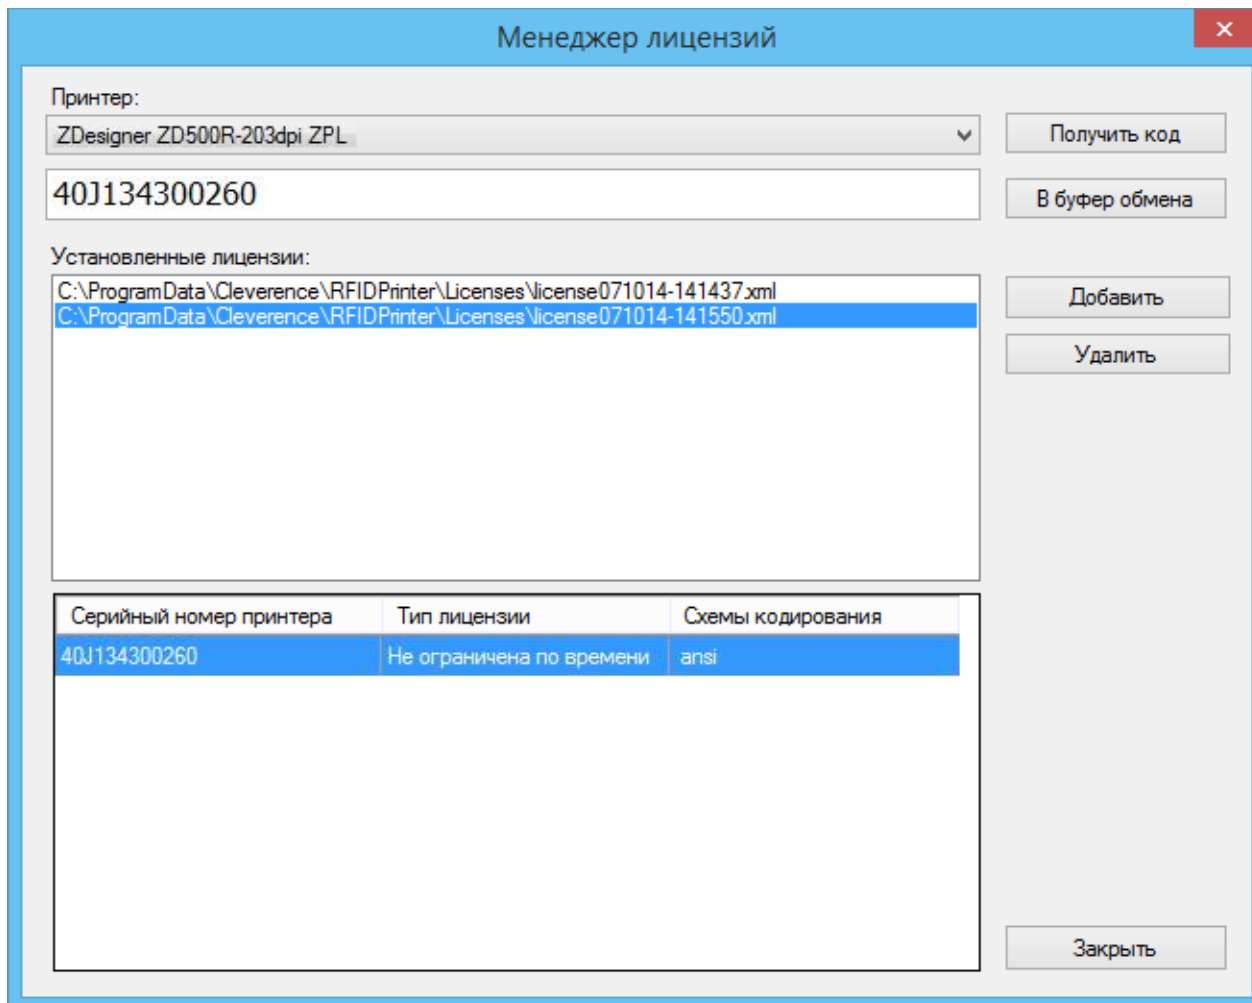 Менеджер лицензий
Принтер:
ZDesigner ZD500R-203dpi ZPL
Получить код
40J134300260
В буфер обмена
Установленные лицензии:
C:\ProgramData\Cleverence\RFIDPrinter\Licenses\license071014-141437.xml
C:\ProgramData\Cleverence\RFIDPrinter\Licenses\license071014-141550.xml
Добавить
Удалить
Серийный номер принтера Тип лицензии Схемы кодирования
40J134300260 Не ограничена по времени ansi
Закрыть